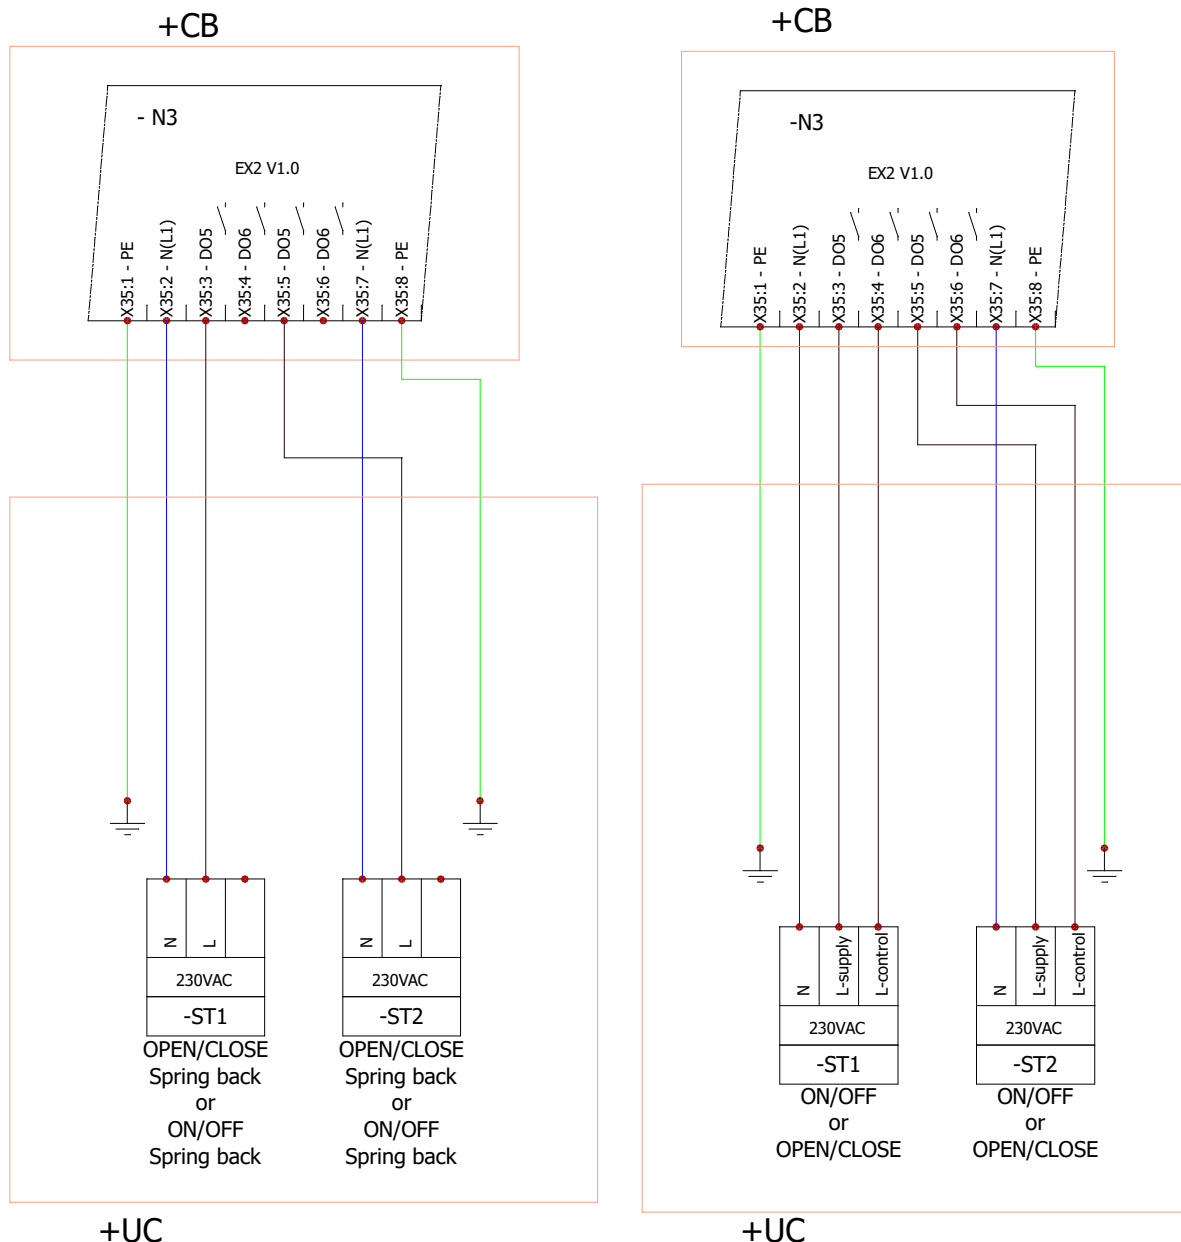 +CB
- N3
EX2 V1.0
X35:1 - PE
X35:2 - N(L1)
X35:3 - DO5
X35:4 - DO6
X35:5 - DO5
X35:6 - DO6
X35:7 - N(L1)
X35:8 - PE
N
L
230VAC
-ST1
OPEN/CLOSE
Spring back
or
ON/OFF
Spring back
N
L
230VAC
-ST2
OPEN/CLOSE
Spring back
or
ON/OFF
Spring back
+UC
+CB
-N3
EX2 V1.0
X35:1 - PE
X35:2 - N(L1)
X35:3 - DO5
X35:4 - DO6
X35:5 - DO5
X35:6 - DO6
X35:7 - N(L1)
X35:8 - PE
N
L-supply
L-control
230VAC
-ST1
ON/OFF
or
OPEN/CLOSE
N
L-supply
L-control
230VAC
-ST2
ON/OFF
or
OPEN/CLOSE
+UC